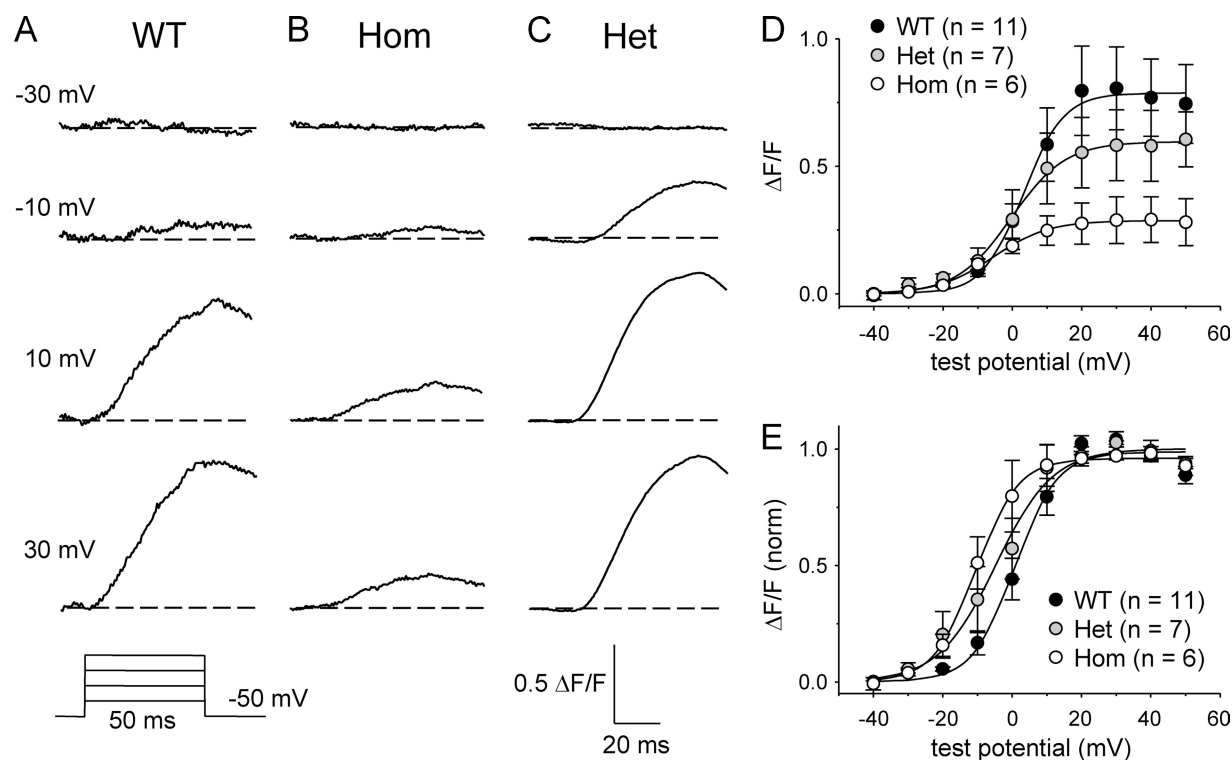 A
WT
B
Hom
C
Het
-30 mV
-10 mV
10 mV
30 mV
-50 mV
50 ms
0.5 ΔF/F
20 ms
D
WT (n = 11)
Het (n = 7)
Hom (n = 6)
1.0
0.5
0.0
ΔF/F
-40 -20 0 20 40 60
test potential (mV)
E
1.0
0.5
0.0
ΔF/F (norm)
WT (n = 11)
Het (n = 7)
Hom (n = 6)
-40 -20 0 20 40 60
test potential (mV)